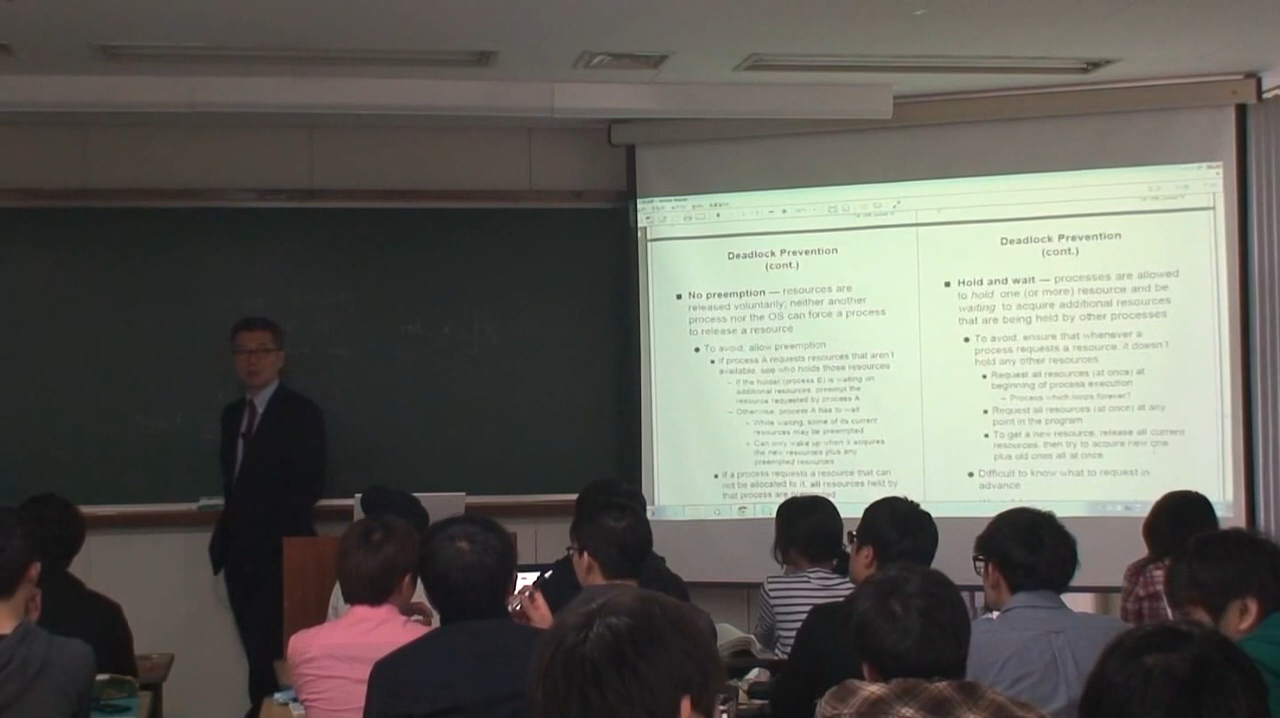 Deadlock Prevention
(cont.)
■ No preemption — resources are
released voluntarily; neither another
process nor the OS can force a process
to release a resource
● To avoid, allow preemption
■ If process A requests resources that aren't
available, see who holds those resources
– If the holder (process B) is waiting on
additional resources, preempt the
resource requested by process A
– Otherwise, process A has to wait
While waiting, some of its current
resources may be preempted
Can only wake up when it acquires
the new resources plus any
preempted resources
■ If a process requests a resource that can
not be allocated to it, all resources held by
that process are preempted
Deadlock Prevention
(cont.)
■ Hold and wait — processes are allowed
to hold one (or more) resource and be
waiting to acquire additional resources
that are being held by other processes
● To avoid, ensure that whenever a
process requests a resource, it doesn't
hold any other resources
■ Request all resources (at once) at
beginning of process execution
– Process which loops forever?
■ Request all resources (at once) at any
point in the program
■ To get a new resource, release all current
resources, then try to acquire new one
plus old ones all at once
● Difficult to know what to request in
advance